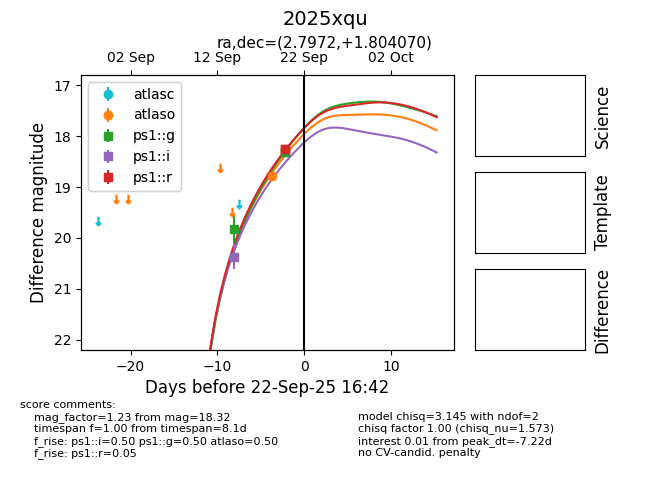 2025xqu
ra,dec=(2.7972,+1.804070)
02 Sep 12 Sep 22 Sep 02 Oct
17
18
19
20
21
22
Difference magnitude
atlasc
atlaso
ps1::g
ps1::i
ps1::r
−20 −10 0 10
Days before 22-Sep-25 16:42
Science
Template
Difference
score comments:
mag_factor=1.23 from mag=18.32
timespan f=1.00 from timespan=8.1d
f_rise: ps1::i=0.50 ps1::g=0.50 atlaso=0.50
f_rise: ps1::r=0.05
model chisq=3.145 with ndof=2
chisq factor 1.00 (chisq_nu=1.573)
interest 0.01 from peak_dt=-7.22d
no CV-candid. penalty